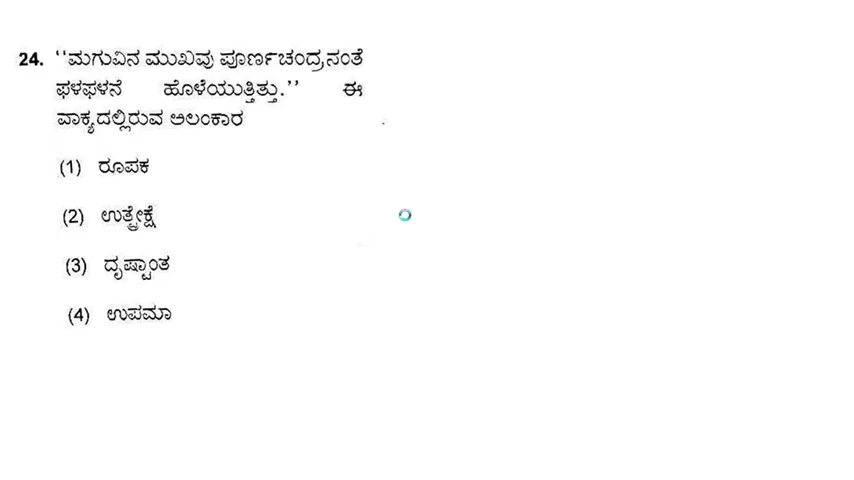 24. ‘‘ಮಗುವಿನ ಮುಖವು ಪೂರ್ಣಚಂದ್ರನಂತೆ
ಫಳಫಳನೆ ಹೊಳೆಯುತ್ತಿತ್ತು.’’ ಈ
ವಾಕ್ಯದಲ್ಲಿರುವ ಅಲಂಕಾರ
(1) ರೂಪಕ
(2) ಉತ್ಪ್ರೇಕ್ಷೆ
(3) ದೃಷ್ಟಾಂತ
(4) ಉಪಮಾ